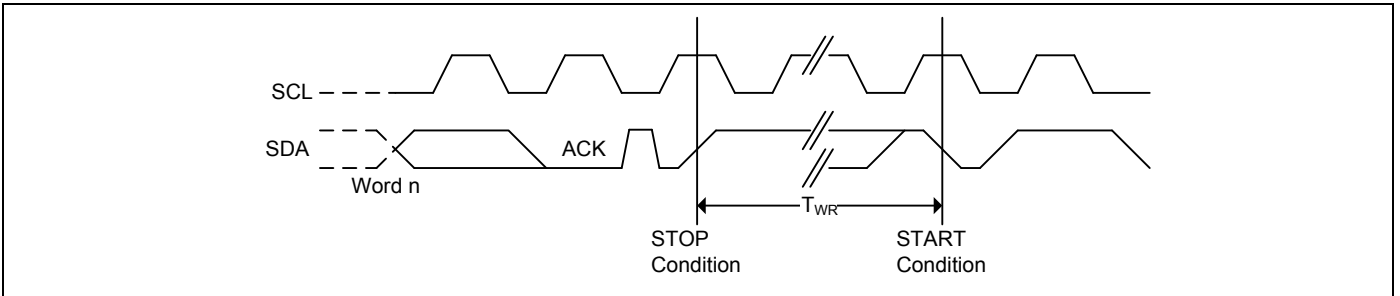 SCL
SDA
ACK
Word n
TWR
STOP
Condition
START
Condition